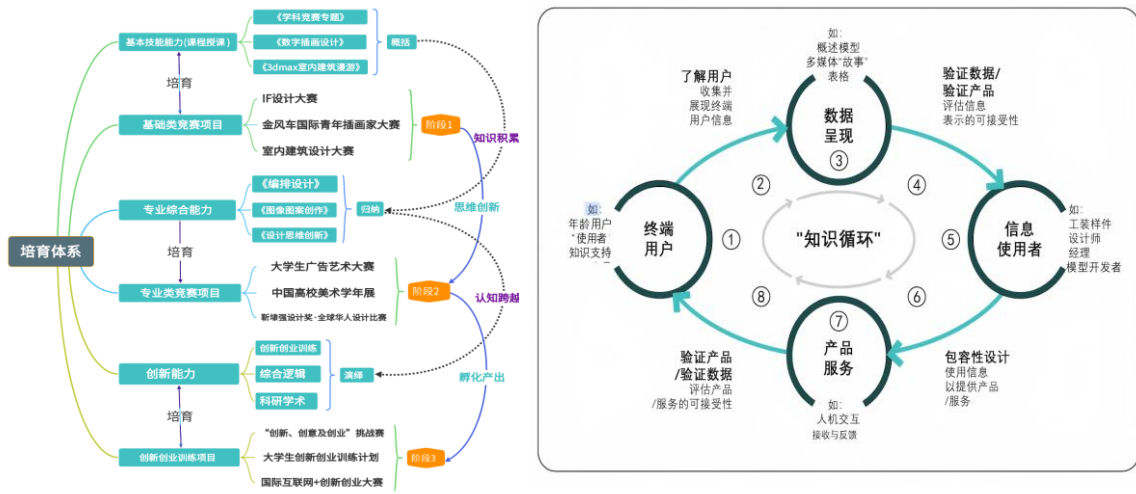 培育体系
基本技能能力(课程授课)
《学科竞赛专题》
《数字插画设计》
《3dmax室内建筑漫游》
概括
培育
基础类竞赛项目
IF设计大赛
金风车国际青年插画家大赛
室内建筑设计大赛
阶段1
知识积累
专业综合能力
《编排设计》
《图像图案创作》
《设计思维创新》
归纳
思维创新
培育
专业类竞赛项目
大学生广告艺术大赛
中国高校美术学年展
靳埭强设计奖·全球华人设计比赛
阶段2
认知跨越
创新能力
创新创业训练
综合逻辑
科研学术
演绎
孵化产出
培育
创新创业训练项目
“创新、创意及创业”挑战赛
大学生创新创业训练计划
国际互联网+创新创业大赛
阶段3
如:
概述模型
多媒体“故事”
表格
了解用户
收集并
展现终端
用户信息
数据
呈现
③
验证数据/
验证产品
评估信息
表示的可接受性
②
④
如:
年龄用户
“使用者”
知识支持
终端
用户
①
"知识循环"
⑤
信息
使用者
如:
工装样件
设计师
经理
模型开发者
⑧
⑥
⑦
产品
服务
验证产品
/验证数据
评估产品
/服务的可接受性
包容性设计
使用信息
以提供产品
/服务
如:
人机交互
接收与反馈